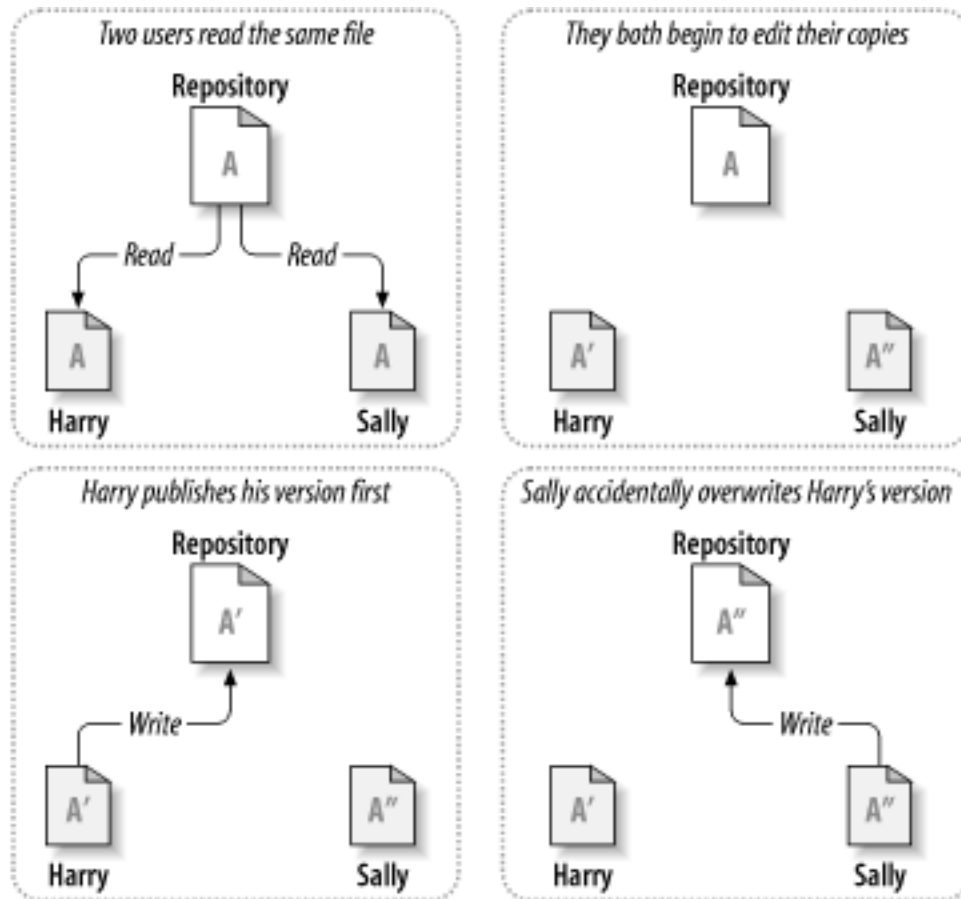 Two users read the same file
Repository
A
Read
Read
A
A
Harry
Sally
They both begin to edit their copies
Repository
A
A′
A″
Harry
Sally
Harry publishes his version first
Repository
A′
Write
A′
A″
Harry
Sally
Sally accidentally overwrites Harry's version
Repository
A″
Write
A′
A″
Harry
Sally